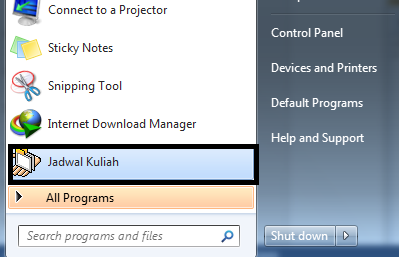 Connect to a Projector
Sticky Notes
Snipping Tool
Internet Download Manager
Jadwal Kuliah
All Programs
Search programs and files
Control Panel
Devices and Printers
Default Programs
Help and Support
Shut down